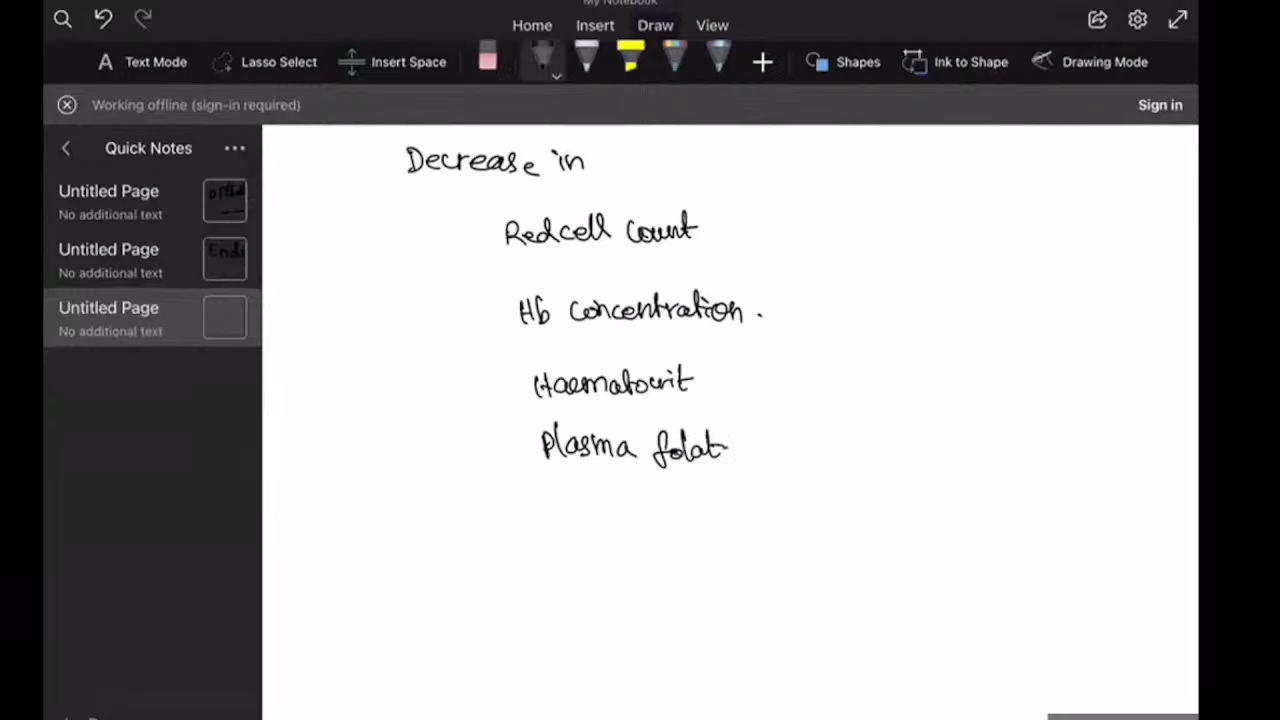 My Notebook
Home Insert Draw View
Text Mode Lasso Select Insert Space Shapes Ink to Shape Drawing Mode
Working offline (sign-in required) Sign in
Quick Notes
Untitled Page
No additional text
Untitled Page
No additional text
Untitled Page
No additional text
Decrease in
Redcell Count
Hb Concentration.
Haematocrit
Plasma folat